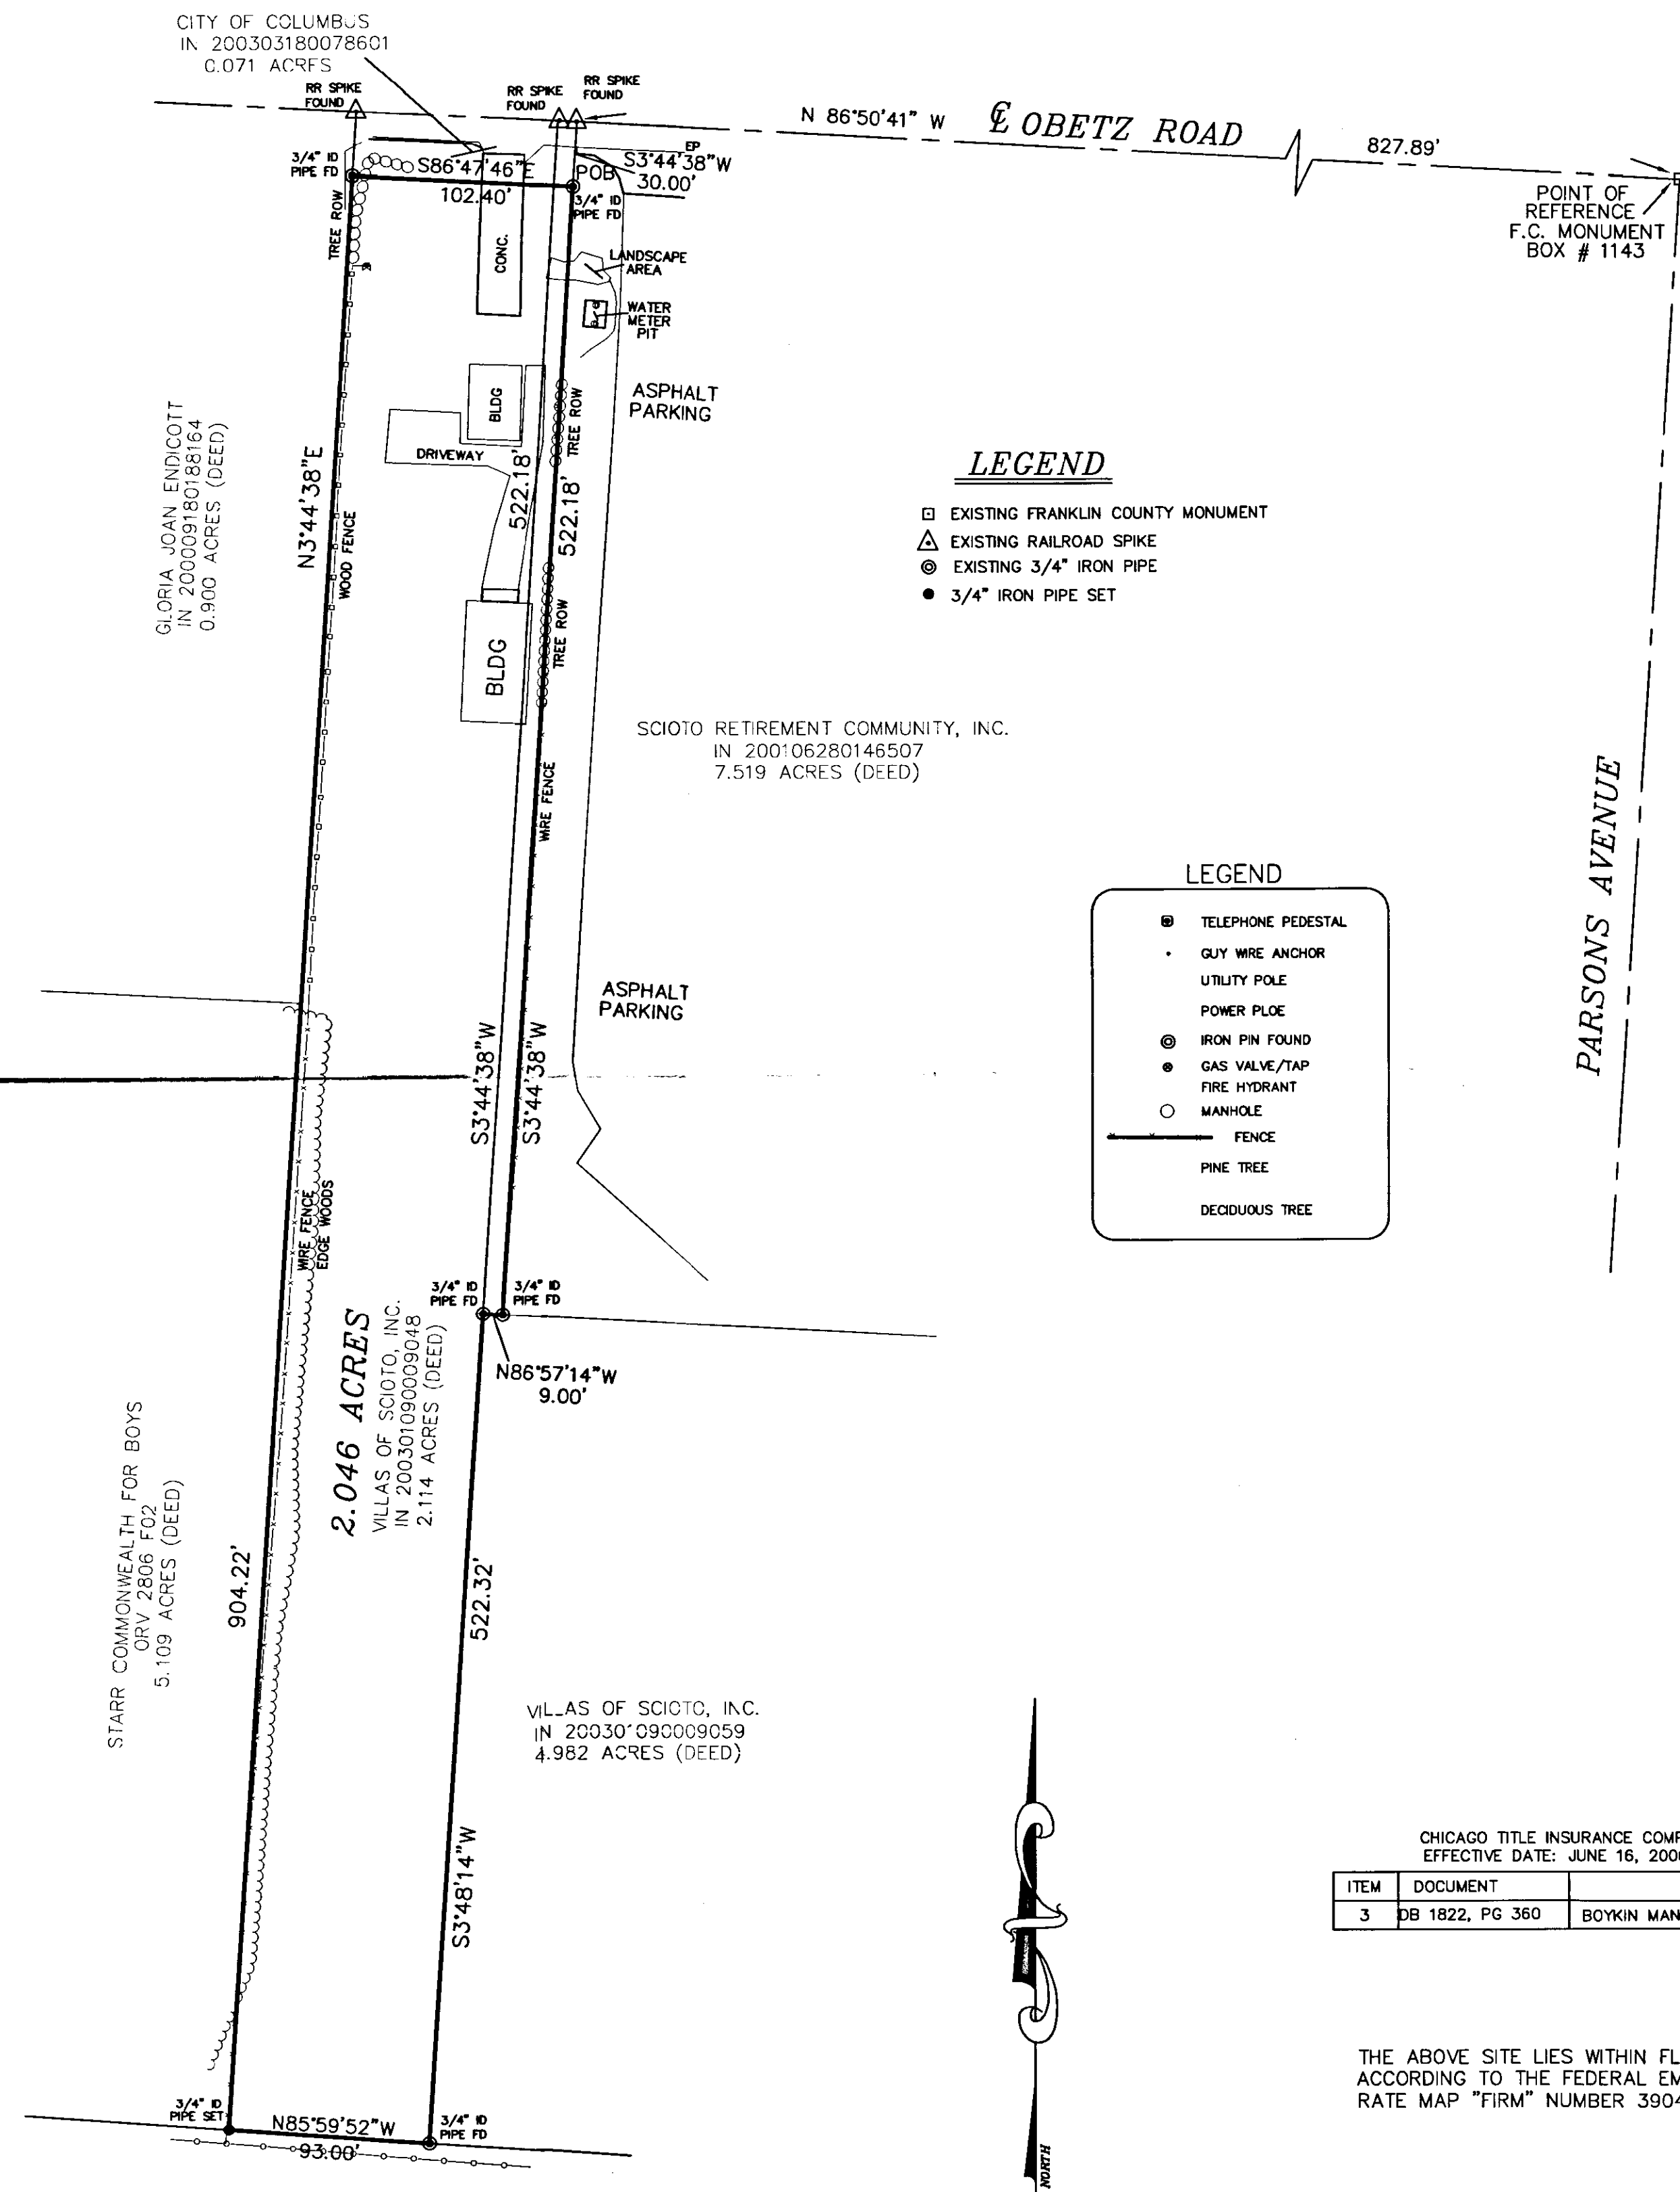 CITY OF COLUMBUS
IN 200303180078601
0.071 ACRES
RR SPIKE
FOUND
RR SPIKE
FOUND
RR SPIKE
FOUND
N 86°50'41" W
℄ OBETZ ROAD
827.89'
POINT OF
REFERENCE
F.C. MONUMENT
BOX # 1143
3/4" ID
PIPE FD
S86°47'46"E
102.40'
EP
S3°44'38"W
30.00'
POB
3/4" ID
PIPE FD
TREE ROW
CONC.
LANDSCAPE
AREA
WATER
METER
PIT
BLDG
DRIVEWAY
TREE ROW
ASPHALT
PARKING
GLORIA JOAN ENDICOTT
IN 200009180188164
0.900 ACRES (DEED)
N3°44'38"E
WOOD FENCE
522.18'
522.18'
LEGEND
EXISTING FRANKLIN COUNTY MONUMENT
EXISTING RAILROAD SPIKE
EXISTING 3/4" IRON PIPE
3/4" IRON PIPE SET
BLDG
TREE ROW
SCIOTO RETIREMENT COMMUNITY, INC.
IN 200106280146507
7.519 ACRES (DEED)
WIRE FENCE
PARSONS AVENUE
LEGEND
TELEPHONE PEDESTAL
GUY WIRE ANCHOR
UTILITY POLE
POWER PLOE
IRON PIN FOUND
GAS VALVE/TAP
FIRE HYDRANT
MANHOLE
FENCE
PINE TREE
DECIDUOUS TREE
ASPHALT
PARKING
S3°44'38"W
S3°44'38"W
WIRE FENCE
EDGE WOODS
3/4" ID
PIPE FD
3/4" ID
PIPE FD
N86°57'14"W
9.00'
2.046 ACRES
VILLAS OF SCIOTO, INC.
IN 200301090009048
2.114 ACRES (DEED)
STARR COMMONWEALTH FOR BOYS
ORV 2806 F02
5.109 ACRES (DEED)
904.22'
522.32'
VILLAS OF SCIOTO, INC.
IN 200301090009059
4.982 ACRES (DEED)
S3°48'14"W
CHICAGO TITLE INSURANCE COMP
EFFECTIVE DATE: JUNE 16, 200
ITEM DOCUMENT
3 DB 1822, PG 360 BOYKIN MAN
THE ABOVE SITE LIES WITHIN FL
ACCORDING TO THE FEDERAL EM
RATE MAP "FIRM" NUMBER 3904
3/4" ID
PIPE SET
N85°59'52"W
93.00'
3/4" ID
PIPE FD
NORTH